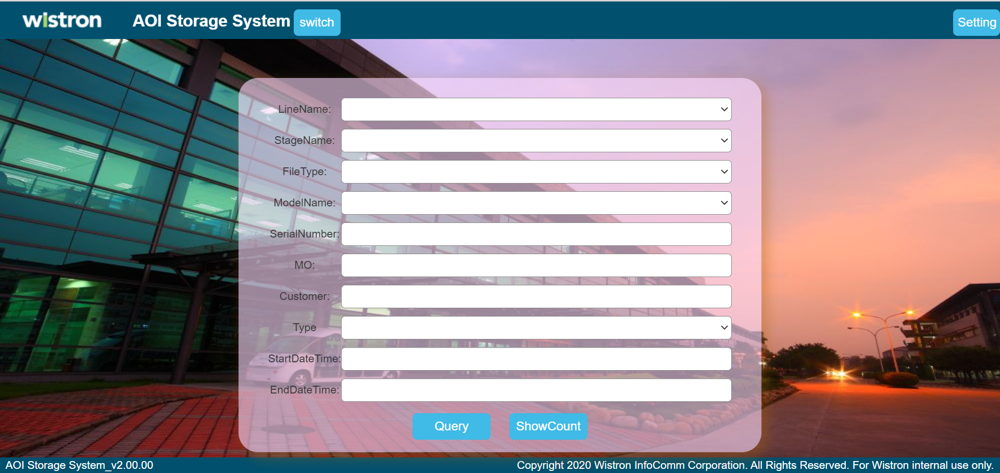 wistron AOI Storage System switch Setting
LineName:
StageName:
FileType:
ModelName:
SerialNumber:
MO:
Customer:
Type
StartDateTime:
EndDateTime:
Query ShowCount
AOI Storage System_v2.00.00 Copyright 2020 Wistron InfoComm Corporation. All Rights Reserved. For Wistron internal use only.